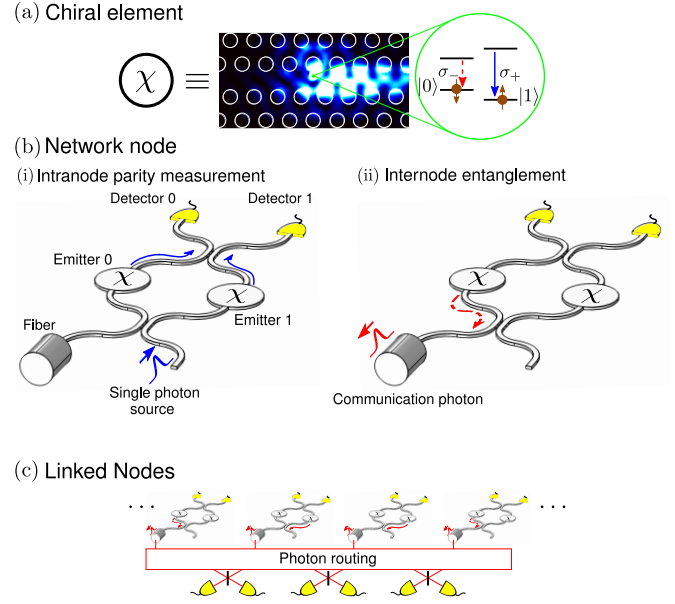 (a) Chiral element
χ ≡
σ₋ σ₊
|0⟩ |1⟩
(b) Network node
(i) Intranode parity measurement
(ii) Internode entanglement
Detector 0 Detector 1
Emitter 0
χ χ χ χ
Emitter 1
Fiber
Single photon
source
Communication photon
(c) Linked Nodes
··· ···
Photon routing